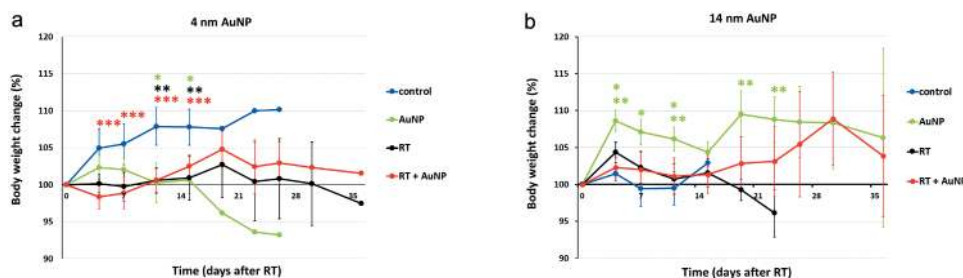 a
4 nm AuNP
Body weight change (%)
120
115
110
105
100
95
90
0
7
14
21
28
35
*
**
***
*
**
***
***
***
Time (days after RT)
control
AuNP
RT
RT + AuNP
b
14 nm AuNP
Body weight change (%)
120
115
110
105
100
95
90
0
7
14
21
28
35
*
**
*
*
**
**
**
Time (days after RT)
control
AuNP
RT
RT + AuNP